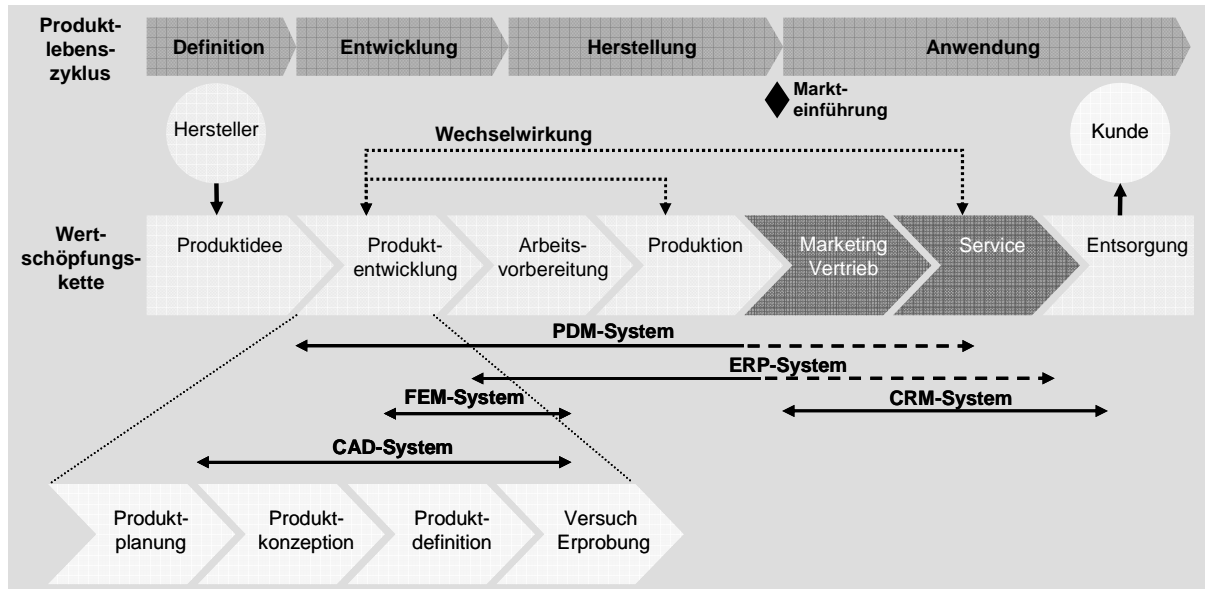 Produkt-
lebens-
zyklus
Definition
Entwicklung
Herstellung
Anwendung
Markt-
einführung
Hersteller
Kunde
Wechselwirkung
Wert-
schöpfungs-
kette
Produktidee
Produkt-
entwicklung
Arbeits-
vorbereitung
Produktion
Marketing
Vertrieb
Service
Entsorgung
PDM-System
ERP-System
FEM-System
CRM-System
CAD-System
Produkt-
planung
Produkt-
konzeption
Produkt-
definition
Versuch
Erprobung